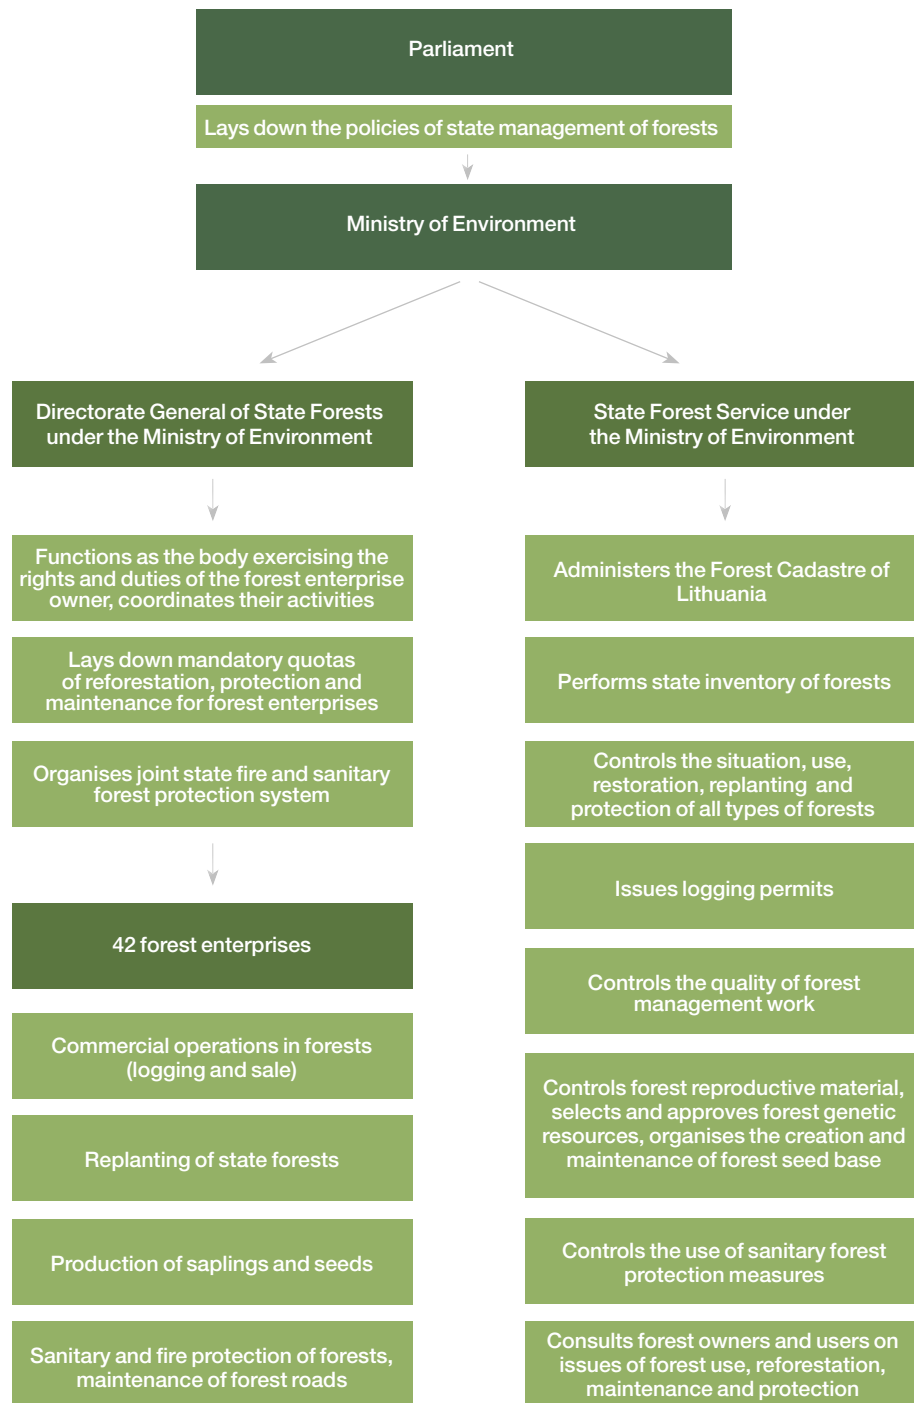 Parliament
Lays down the policies of state management of forests
Ministry of Environment
Directorate General of State Forests
under the Ministry of Environment
Functions as the body exercising the
rights and duties of the forest enterprise
owner, coordinates their activities
Lays down mandatory quotas
of reforestation, protection and
maintenance for forest enterprises
Organises joint state fire and sanitary
forest protection system
42 forest enterprises
Commercial operations in forests
(logging and sale)
Replanting of state forests
Production of saplings and seeds
Sanitary and fire protection of forests,
maintenance of forest roads
State Forest Service under
the Ministry of Environment
Administers the Forest Cadastre of
Lithuania
Performs state inventory of forests
Controls the situation, use,
restoration, replanting and
protection of all types of forests
Issues logging permits
Controls the quality of forest
management work
Controls forest reproductive material,
selects and approves forest genetic
resources, organises the creation and
maintenance of forest seed base
Controls the use of sanitary forest
protection measures
Consults forest owners and users on
issues of forest use, reforestation,
maintenance and protection